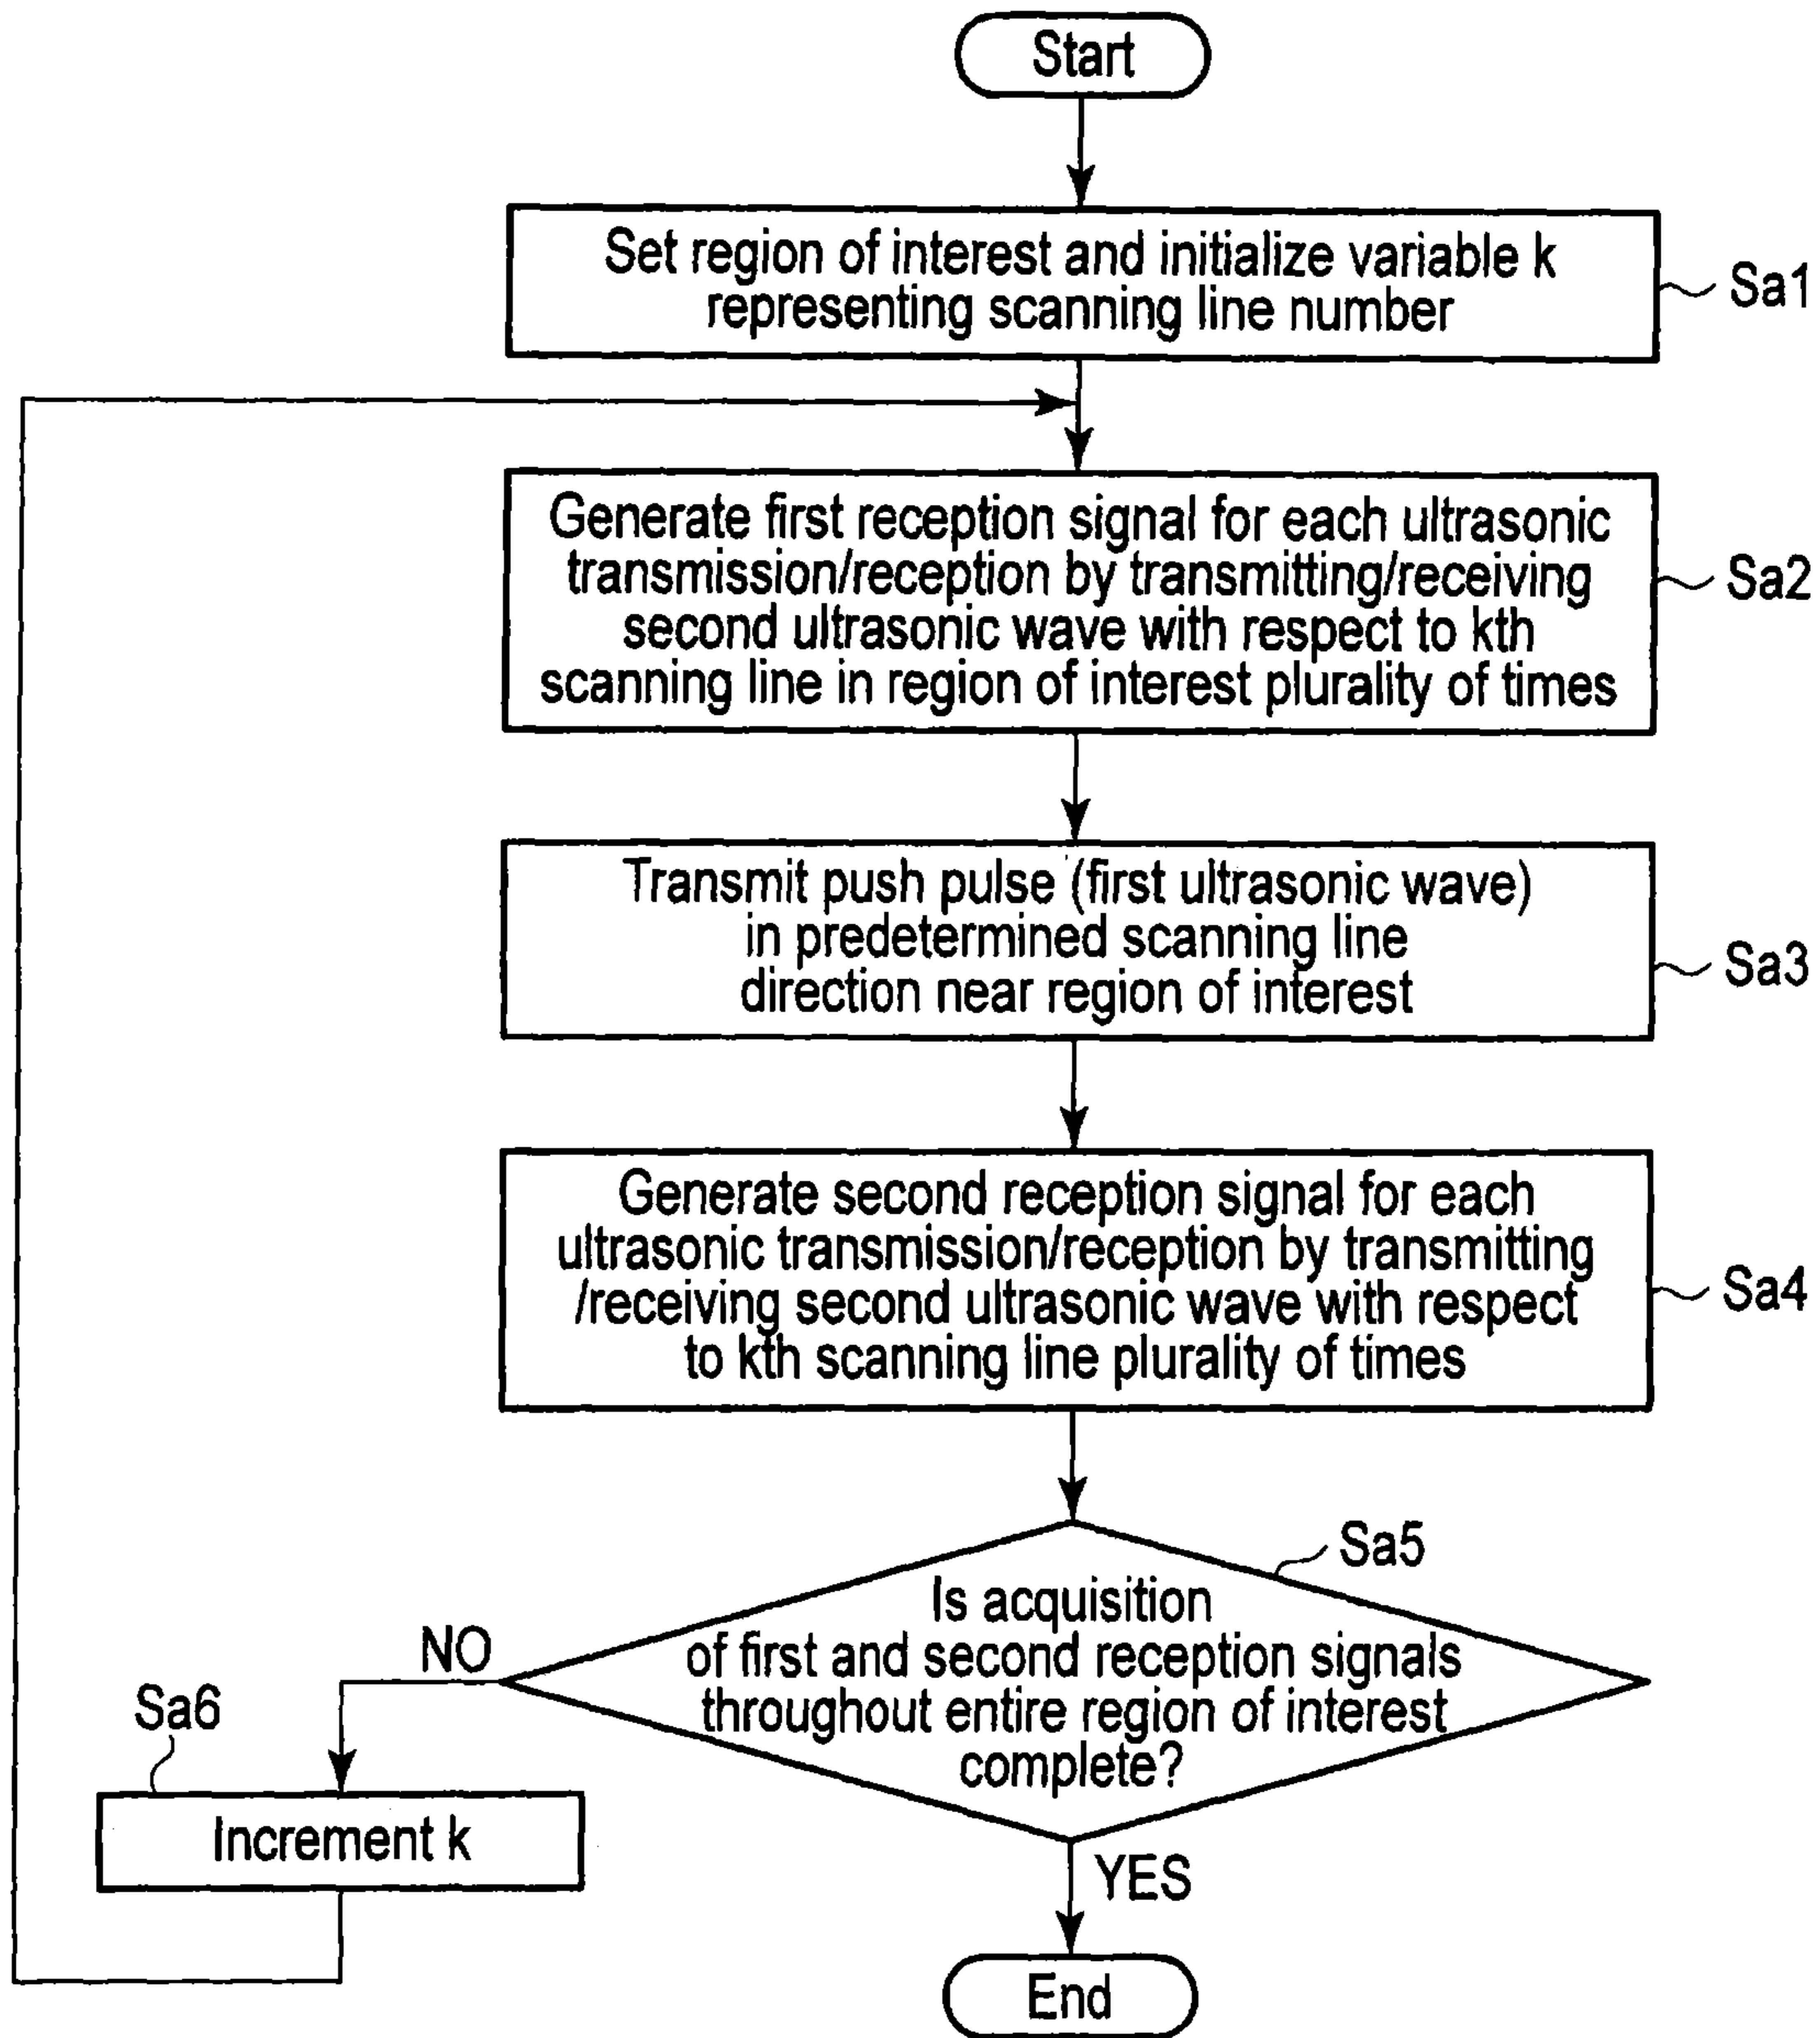 Start
Set region of interest and initialize variable k
representing scanning line number
Sa1
Generate first reception signal for each ultrasonic
transmission/reception by transmitting/receiving
second ultrasonic wave with respect to kth
scanning line in region of interest plurality of times
Sa2
Transmit push pulse (first ultrasonic wave)
in predetermined scanning line
direction near region of interest
Sa3
Generate second reception signal for each
ultrasonic transmission/reception by transmitting
/receiving second ultrasonic wave with respect
to kth scanning line plurality of times
Sa4
Sa5
Is acquisition
of first and second reception signals
throughout entire region of interest
complete?
NO
Sa6
Increment k
YES
End